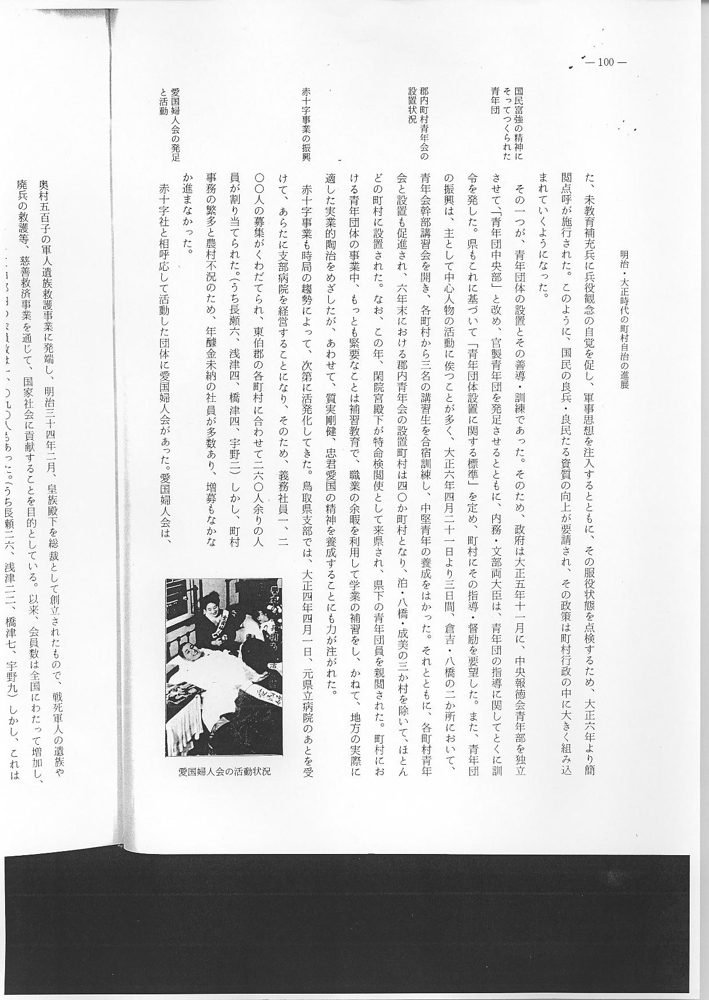 — 100 —
明治・大正時代の町村自治の進展
た、未教育補充兵に兵役観念の自覚を促し、軍事思想を注入するとともに、その服役状態を点検するため、大正六年より簡
閲点呼が施行された。このように、国民の良兵・良民たる資質の向上が要請され、その政策は町村行政の中に大きく組み込
まれていくようになった。
国民富強の精神に
そってつくられた
青年団
その一つが、青年団体の設置とその善導・訓練であった。そのため、政府は大正五年十一月に、中央報徳会青年部を独立
させて、「青年団中央部」と改め、官製青年団を発足させるとともに、内務・文部両大臣は、青年団の指導に関してとくに訓
令を発した。県もこれに基づいて「青年団体設置に関する標準」を定め、町村にその指導・督励を要望した。また、青年団
の振興は、主として中心人物の活動に俟つことが多く、大正六年四月二十一日より三日間、倉吉・八橋の二か所において、
郡内町村青年会の
設置状況
青年会幹部講習会を開き、各町村から三名の講習生を合宿訓練し、中堅青年の養成をはかった。それとともに、各町村青年
会と設置も促進され、六年末における郡内青年会の設置町村は四〇か町村となり、泊・八橋・成美の三か村を除いて、ほとん
どの町村に設置された。なお、この年、閑院宮殿下が特命検閲使として来県され、県下の青年団員を親閲された。町村にお
ける青年団体の事業中、もっとも緊要なことは補習教育で、職業の余暇を利用して学業の補習をし、かねて、地方の実際に
適した実業的陶冶をめざしたが、あわせて、質実剛健、忠君愛国の精神を養成することにも力が注がれた。
赤十字事業の振興
赤十字事業も時局の趨勢によって、次第に活発化してきた。鳥取県支部では、大正四年四月一日、元県立病院のあとを受
けて、あらたに支部病院を経営することになり、そのため、義務社員一、二
〇〇人の募集がくわだてられ、東伯郡の各町村に合わせて二六〇人余りの人
員が割り当てられた。(うち長瀬六、浅津四、橋津四、宇野二)しかし、町村
事務の繁多と農村不況のため、年醵金未納の社員が多数あり、増募もなかな
か進まなかった。
愛国婦人会の発足
と活動
赤十字社と相呼応して活動した団体に愛国婦人会があった。愛国婦人会は、
愛国婦人会の活動状況
奥村五百子の軍人遺族救護事業に発端し、明治三十四年二月、皇族殿下を総裁として創立されたもので、戦死軍人の遺族や
廃兵の救護等、慈善救済事業を通じて、国家社会に貢献することを目的としている。以来、会員数は全国にわたって増加し、
会員数は一、〇九〇人もあった。(うち長瀬二六、浅津二二、橋津七、宇野九)しかし、これは